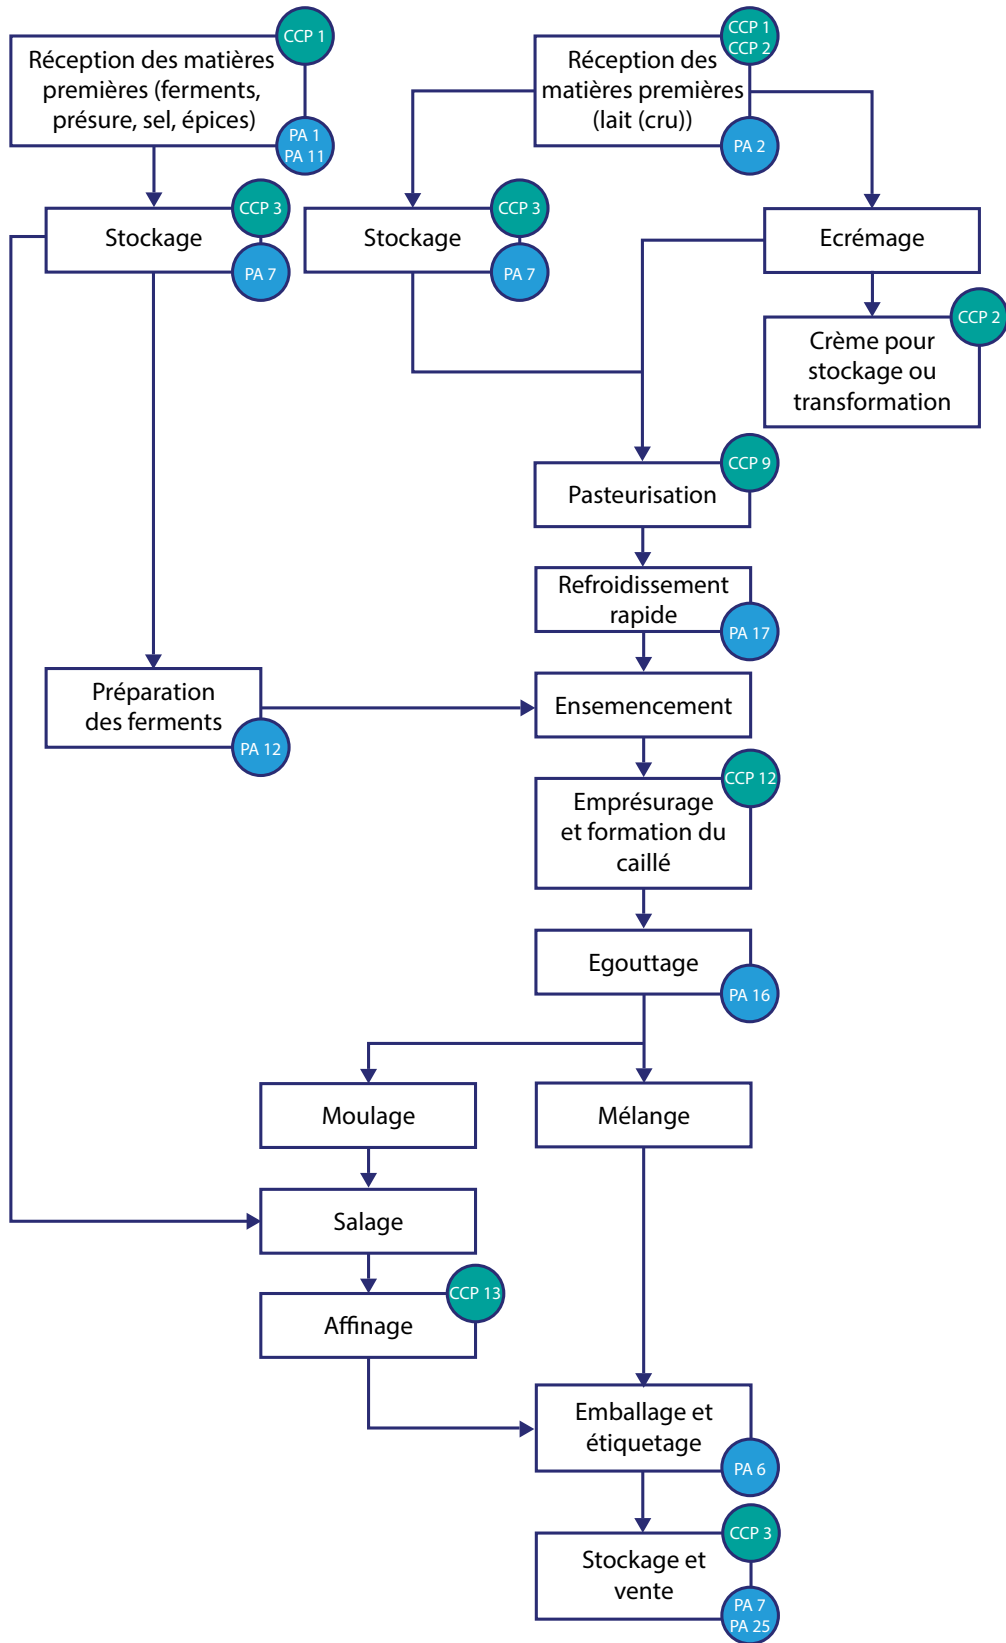 CCP 1
Réception des matières
premières (ferments,
présure, sel, épices)
PA 1
PA 11
CCP 1
CCP 2
Réception des
matières premières
(lait (cru))
PA 2
CCP 3
Stockage
PA 7
CCP 3
Stockage
PA 7
Ecrémage
CCP 2
Crème pour
stockage ou
transformation
CCP 9
Pasteurisation
Refroidissement
rapide
PA 17
Préparation
des ferments
PA 12
Ensemencement
CCP 12
Emprésurage
et formation du
caillé
Egouttage
PA 16
Moulage
Mélange
Salage
CCP 13
Affinage
Emballage et
étiquetage
PA 6
CCP 3
Stockage et
vente
PA 7
PA 25